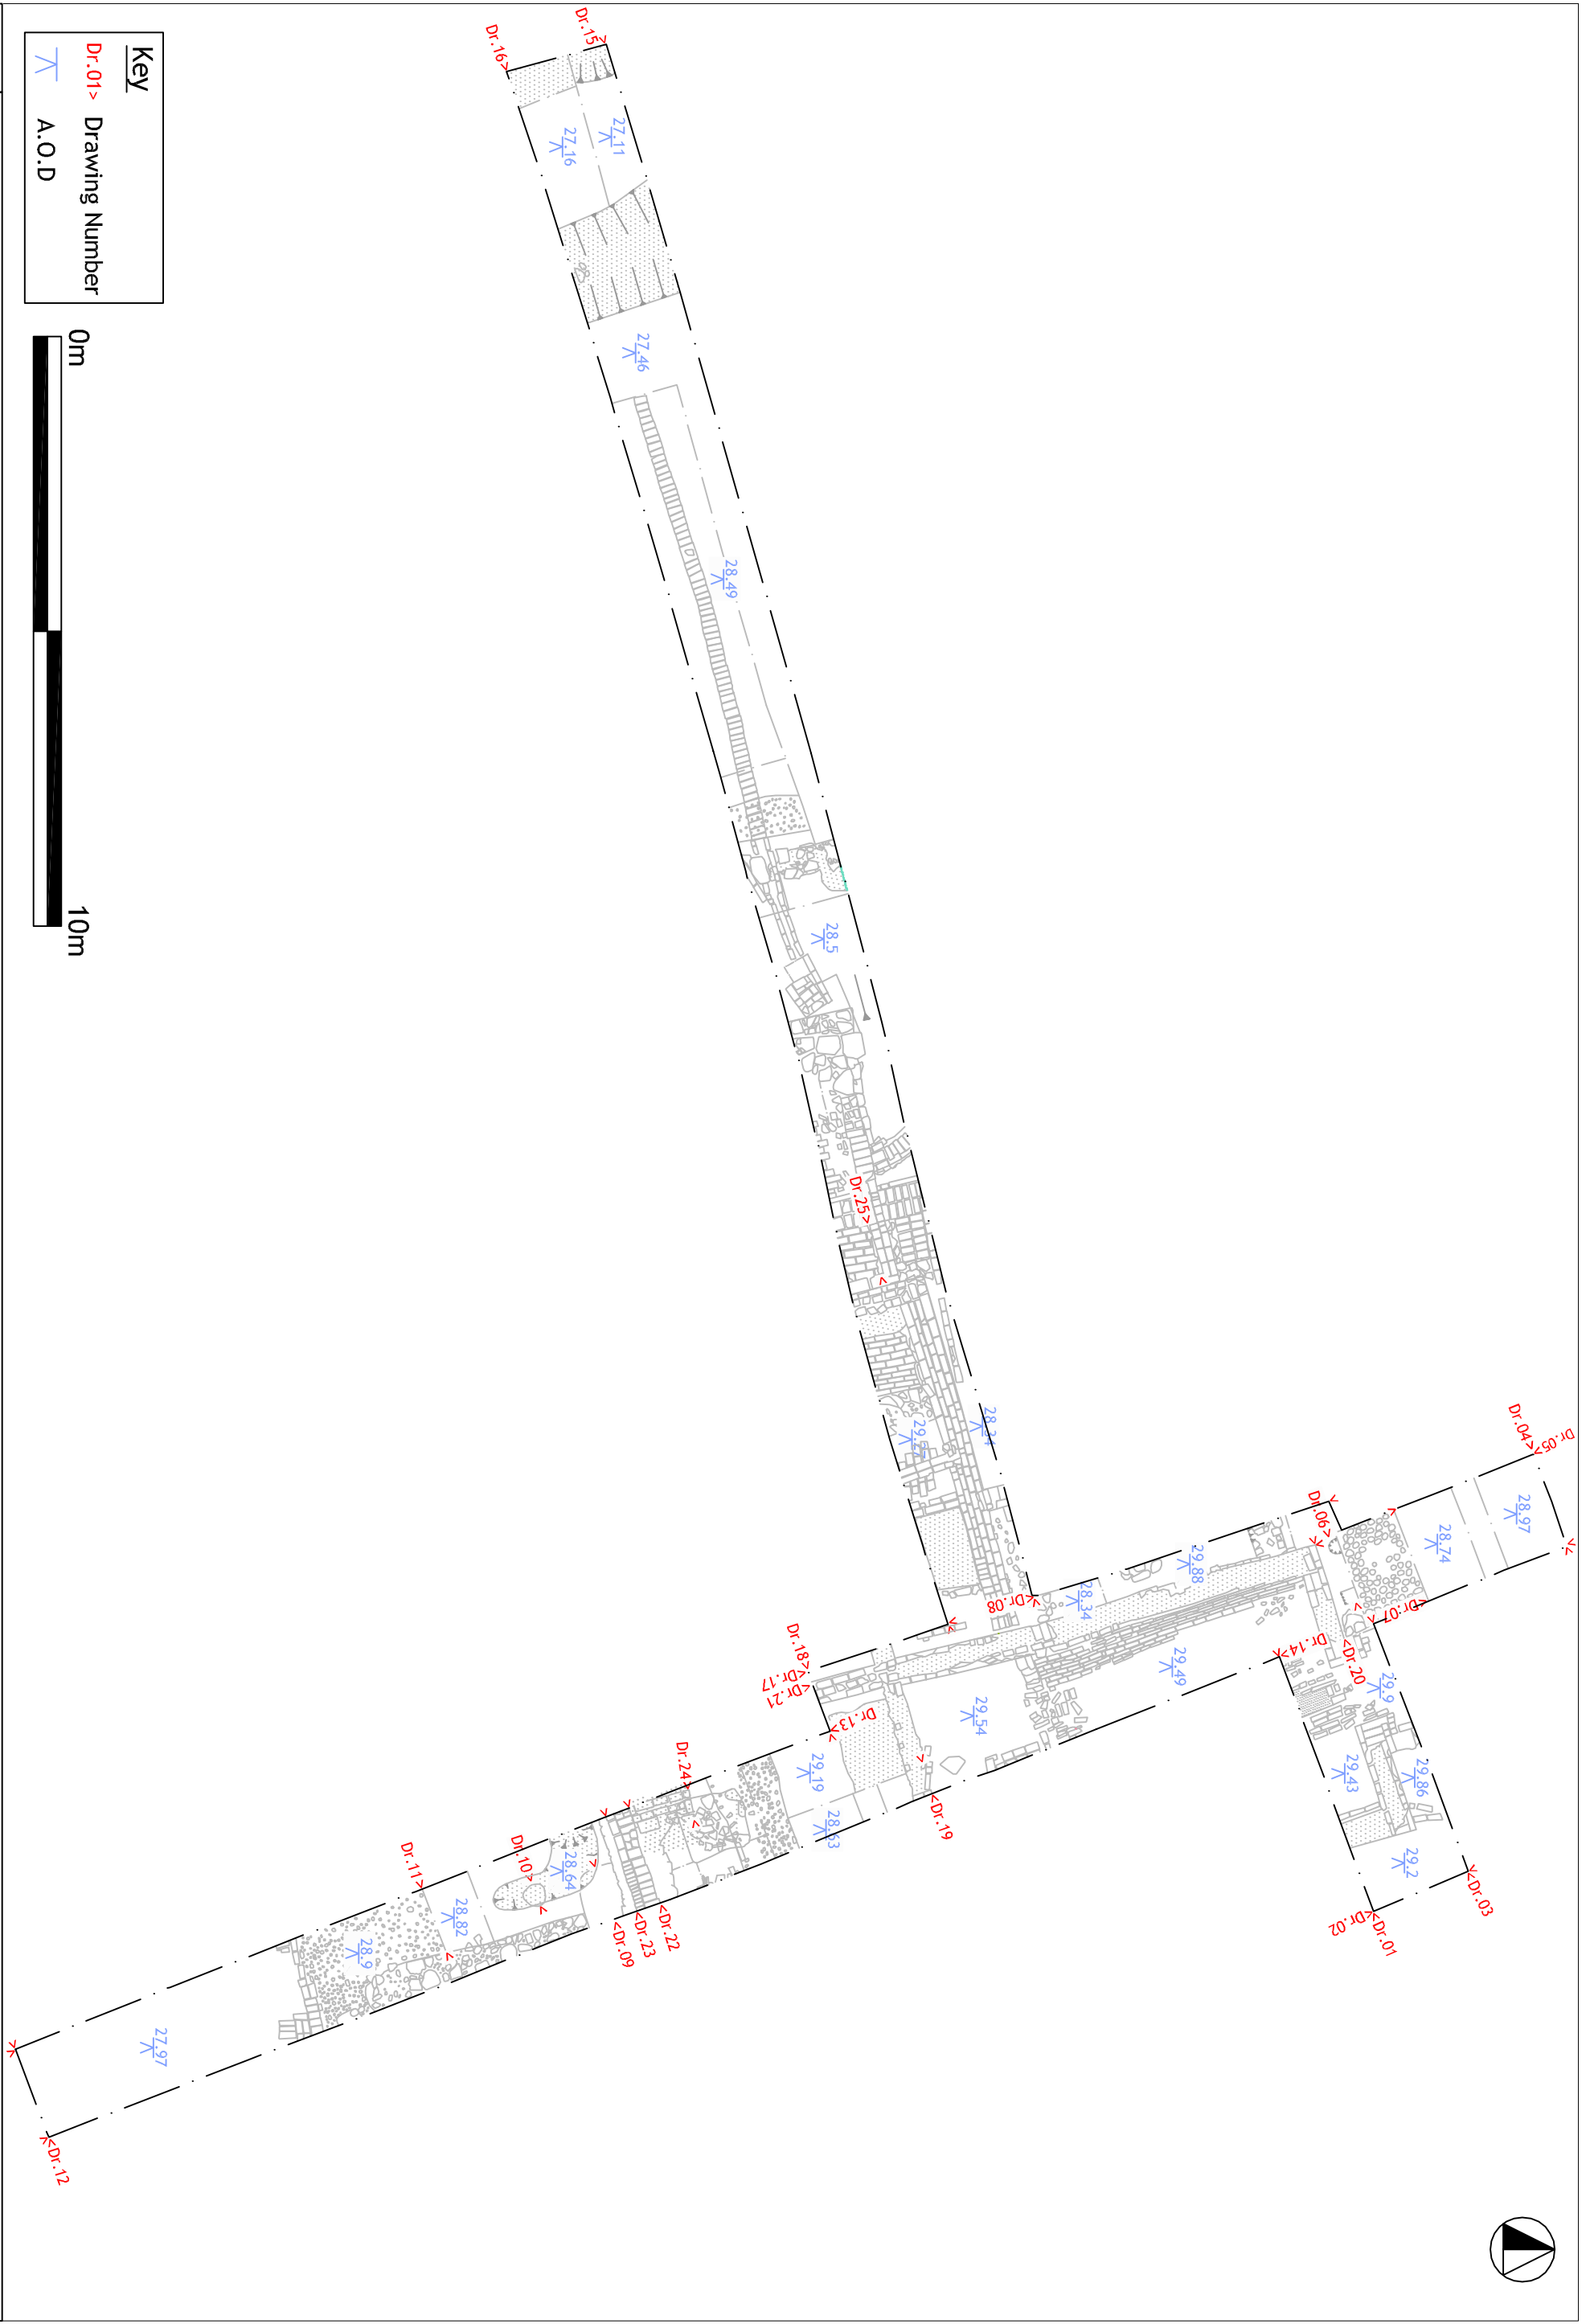 Key
Dr.01> Drawing Number
A.O.D
0m
10m
Dr.15
Dr.16>
27.11
27.16
27.46
28.49
28.5
Dr.25>
28.34
29.27
Dr.04>
Dr.05
28.97
28.74
Dr.06>
<Dr.07
29.88
28.34
Dr.08
Dr.14>
<Dr.20
29.9
29.49
29.43
29.86
29.2
<Dr.03
<Dr.01
Dr.02
Dr.18>
<Dr.17
<Dr.21
Dr.13
29.54
29.19
28.63
<Dr.19
Dr.24>
<Dr.22
<Dr.23
<Dr.09
Dr.10>
28.64
Dr.11>
28.82
28.9
27.97
<Dr.12